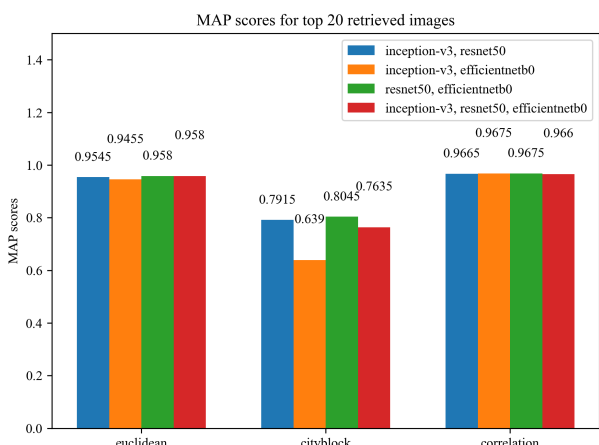 MAP scores for top 20 retrieved images
inception-v3, resnet50
inception-v3, efficientnetb0
resnet50, efficientnetb0
inception-v3, resnet50, efficientnetb0
MAP scores
1.4
1.2
1.0
0.8
0.6
0.4
0.2
0.0
0.9545
0.9455
0.958
0.958
0.7915
0.639
0.8045
0.7635
0.9665
0.9675
0.9675
0.966
euclidean
cityblock
correlation